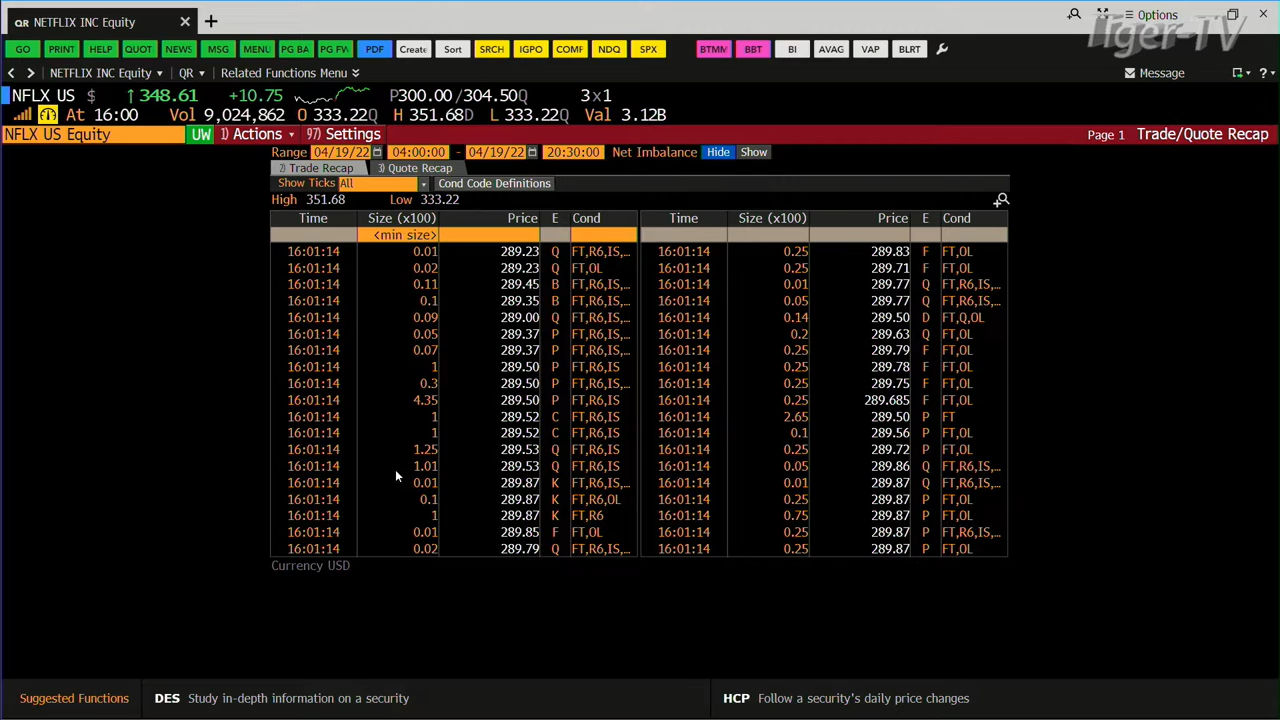 QR NETFLIX INC Equity
Options
Tiger-TV
GO PRINT HELP QUOT NEWS MSG MENU PG BA PG FW PDF Create Sort SRCH IGPO COMF NDQ SPX BTMM BBT BI AVAG VAP BLRT
NETFLIX INC Equity QR Related Functions Menu Message
NFLX US $ ↑348.61 +10.75 P300.00/304.50Q 3x1
At 16:00 Vol 9,024,862 O 333.22Q H 351.68D L 333.22Q Val 3.12B
NFLX US Equity UW 1) Actions 97) Settings Page 1 Trade/Quote Recap
Range 04/19/22 04:00:00 - 04/19/22 20:30:00 Net Imbalance Hide Show
2) Trade Recap 3) Quote Recap
Show Ticks All Cond Code Definitions
High 351.68 Low 333.22
Time Size (x100) Price E Cond Time Size (x100) Price E Cond
<min size>
16:01:14 0.01 289.23 Q FT,R6,IS,… 16:01:14 0.25 289.83 F FT,OL
16:01:14 0.02 289.23 Q FT,OL 16:01:14 0.25 289.71 F FT,OL
16:01:14 0.11 289.45 B FT,R6,IS,… 16:01:14 0.01 289.77 Q FT,R6,IS,…
16:01:14 0.1 289.35 B FT,R6,IS,… 16:01:14 0.05 289.77 Q FT,R6,IS,…
16:01:14 0.09 289.00 Q FT,R6,IS,… 16:01:14 0.14 289.50 D FT,Q,OL
16:01:14 0.05 289.37 P FT,R6,IS,… 16:01:14 0.2 289.63 Q FT,OL
16:01:14 0.07 289.37 P FT,R6,IS,… 16:01:14 0.25 289.79 F FT,OL
16:01:14 1 289.50 P FT,R6,IS 16:01:14 0.25 289.78 F FT,OL
16:01:14 0.3 289.50 P FT,R6,IS,… 16:01:14 0.25 289.75 F FT,OL
16:01:14 4.35 289.50 P FT,R6,IS 16:01:14 0.25 289.685 F FT,OL
16:01:14 1 289.52 C FT,R6,IS 16:01:14 2.65 289.50 P FT
16:01:14 1 289.52 C FT,R6,IS 16:01:14 0.1 289.56 P FT,OL
16:01:14 1.25 289.53 Q FT,R6,IS 16:01:14 0.25 289.72 P FT,OL
16:01:14 1.01 289.53 Q FT,R6,IS 16:01:14 0.05 289.86 Q FT,R6,IS,…
16:01:14 0.01 289.87 K FT,R6,IS,… 16:01:14 0.01 289.87 Q FT,R6,IS,…
16:01:14 0.1 289.87 K FT,R6,OL 16:01:14 0.25 289.87 P FT,OL
16:01:14 1 289.87 K FT,R6 16:01:14 0.75 289.87 P FT,OL
16:01:14 0.01 289.85 F FT,OL 16:01:14 0.25 289.87 P FT,R6,IS,…
16:01:14 0.02 289.79 Q FT,R6,IS,… 16:01:14 0.25 289.87 P FT,OL
Currency USD
Suggested Functions DES Study in-depth information on a security HCP Follow a security's daily price changes